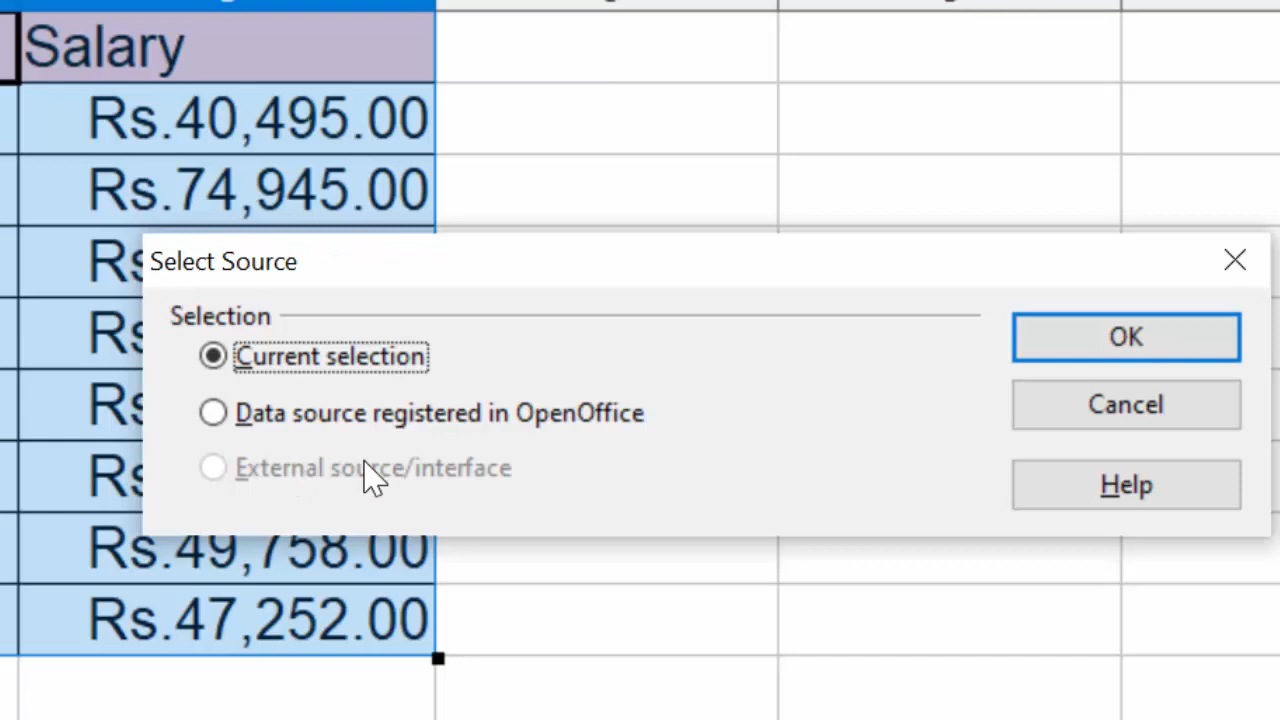 Salary
Rs.40,495.00
Rs.74,945.00
Select Source
Selection
Current selection
Data source registered in OpenOffice
External source/interface
OK
Cancel
Help
Rs.49,758.00
Rs.47,252.00